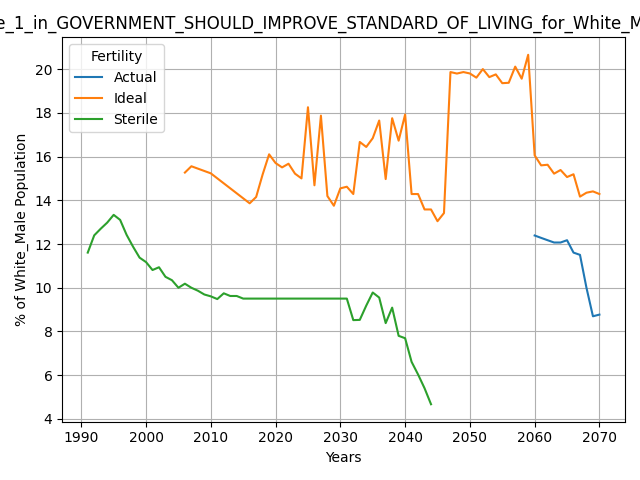 e_1_in_GOVERNMENT_SHOULD_IMPROVE_STANDARD_OF_LIVING_for_White_M
Fertility
Actual
Ideal
Sterile
% of White_Male Population
20
18
16
14
12
10
8
6
4
1990 2000 2010 2020 2030 2040 2050 2060 2070
Years